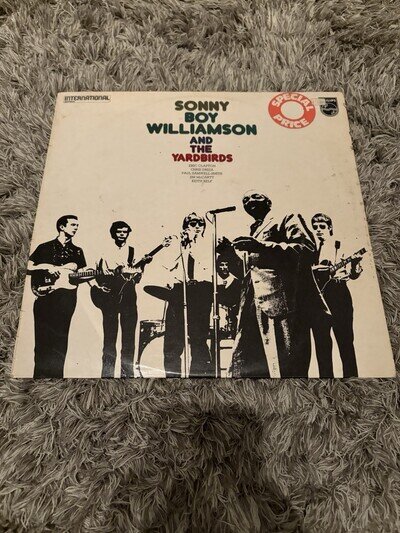 INTERNATIONAL
SONNY
BOY
WILLIAMSON
AND
THE
YARDBIRDS
ERIC CLAPTON
CHRIS DREJA
PAUL SAMWELL-SMITH
JIM McCARTY
KEITH RELF
SPECIAL
PRICE
PHILIPS